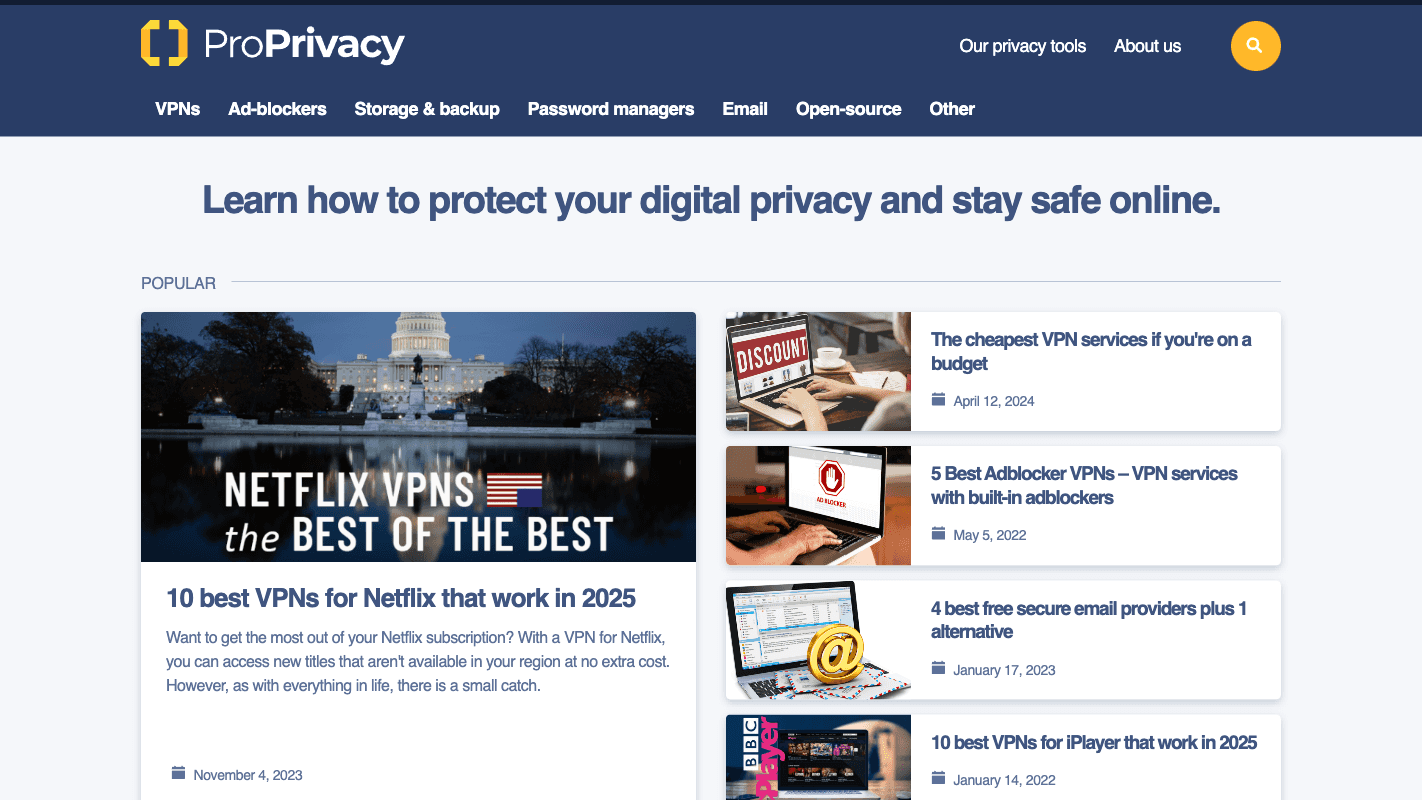 ProPrivacy
Our privacy tools
About us
VPNs
Ad-blockers
Storage & backup
Password managers
Email
Open-source
Other
Learn how to protect your digital privacy and stay safe online.
POPULAR
NETFLIX VPNS
the BEST OF THE BEST
10 best VPNs for Netflix that work in 2025
Want to get the most out of your Netflix subscription? With a VPN for Netflix,
you can access new titles that aren't available in your region at no extra cost.
However, as with everything in life, there is a small catch.
November 4, 2023
DISCOUNT
The cheapest VPN services if you're on a
budget
April 12, 2024
AD BLOCKER
5 Best Adblocker VPNs – VPN services
with built-in adblockers
May 5, 2022
@
4 best free secure email providers plus 1
alternative
January 17, 2023
BBC
iPlayer
10 best VPNs for iPlayer that work in 2025
January 14, 2022